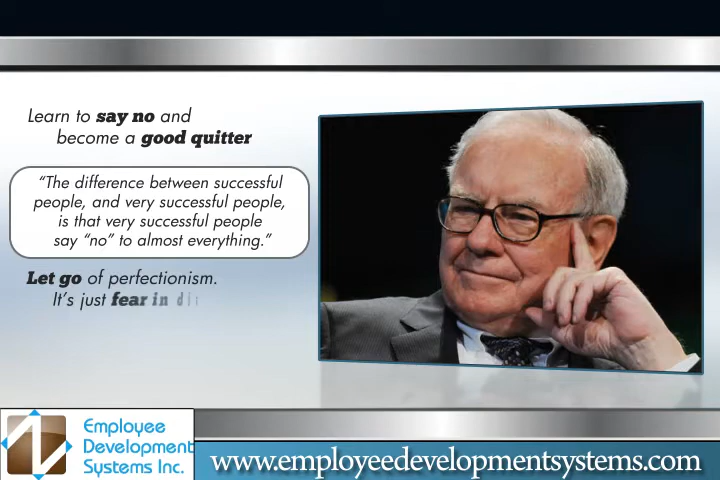 Learn to say no and
become a good quitter
“The difference between successful
people, and very successful people,
is that very successful people
say “no” to almost everything.”
Let go of perfectionism.
It’s just fear in di
Employee
Development
Systems Inc.
www.employeedevelopmentsystems.com